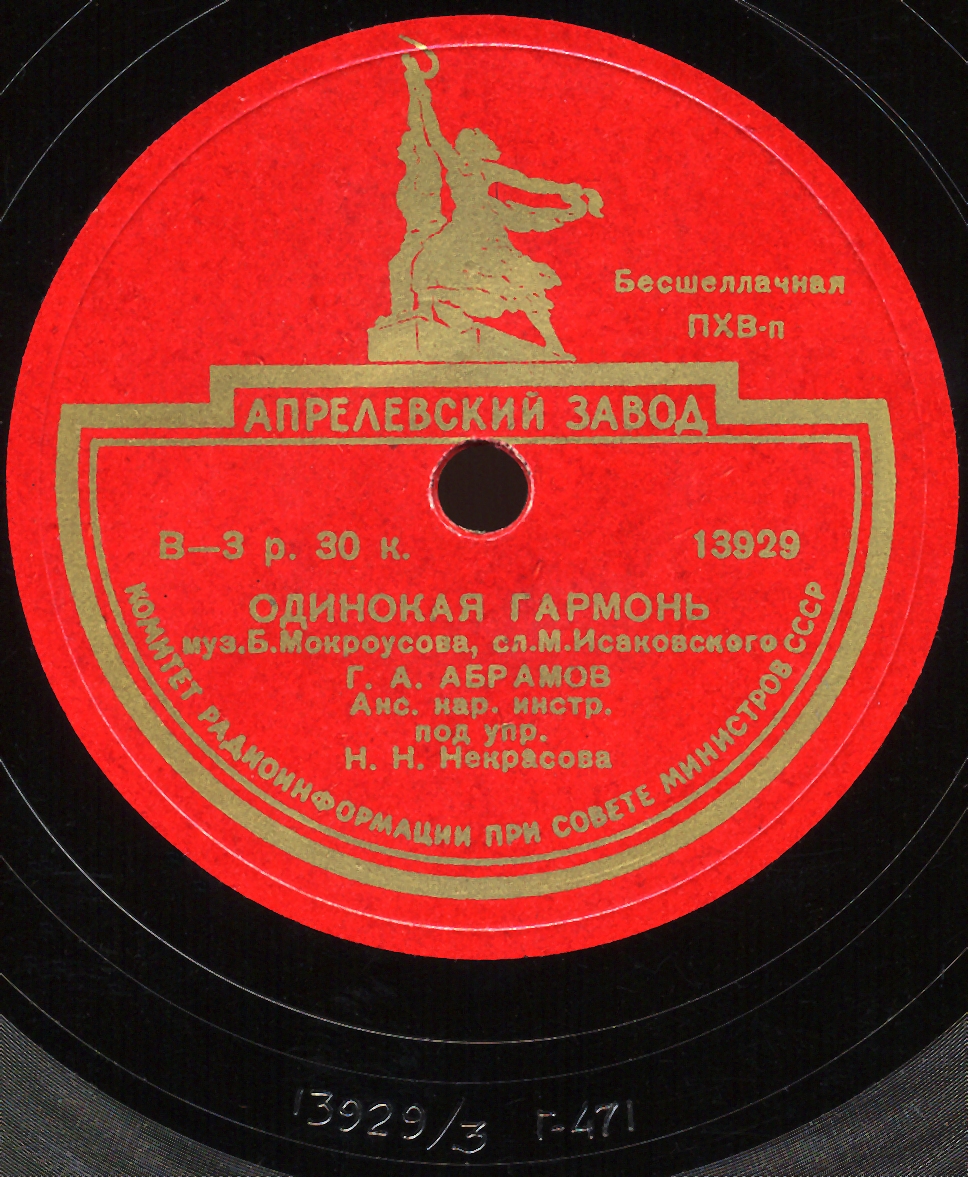 Бесшеллачная
ПХВ-п
АПРЕЛЕВСКИЙ ЗАВОД
В—3 р. 30 к.
13929
ОДИНОКАЯ ГАРМОНЬ
муз.Б.Мокроусова, сл.М.Исаковского
Г. А. АБРАМОВ
Анс. нар. инстр.
под упр.
Н. Н. Некрасова
КОМИТЕТ РАДИОИНФОРМАЦИИ ПРИ СОВЕТЕ МИНИСТРОВ СССР
13929/3 Г-471